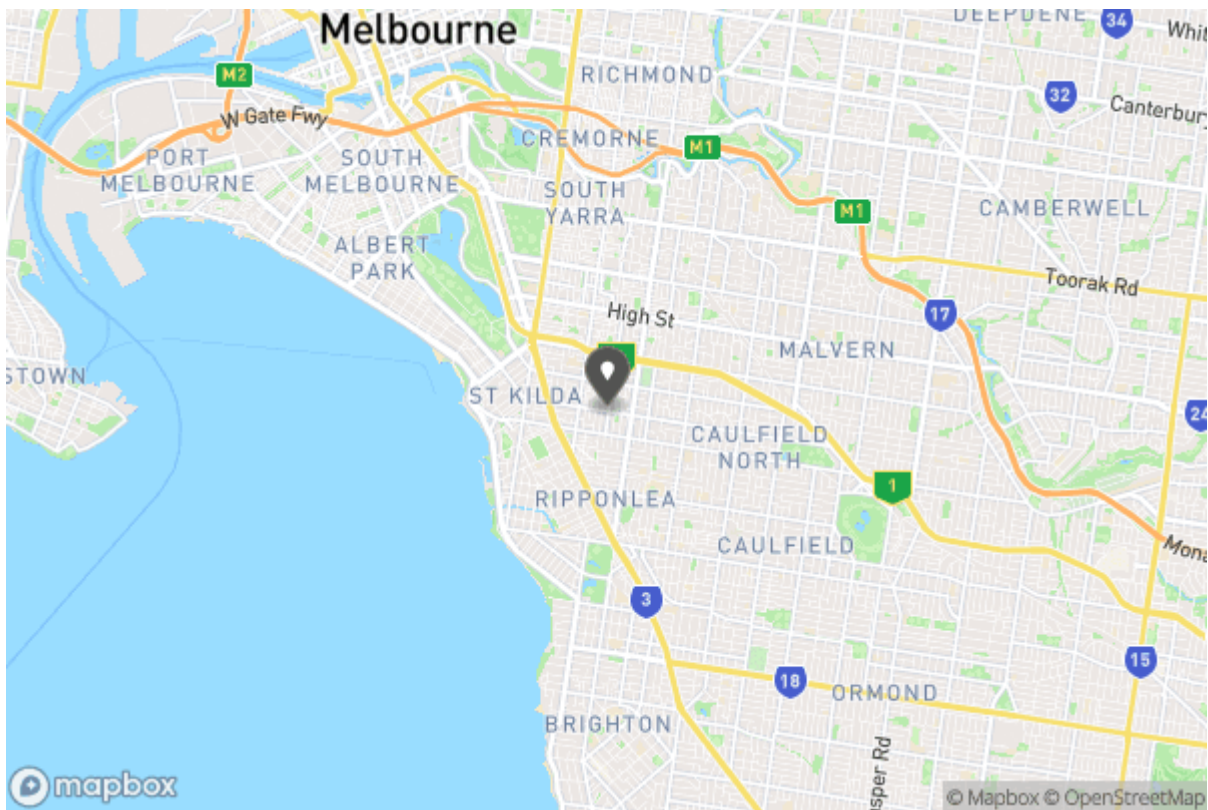 DEEPDENE
34
Whit
Melbourne
M2
RICHMOND
32
Canterbury
W Gate Fwy
CREMORNE
M1
PORT
MELBOURNE
SOUTH
MELBOURNE
SOUTH
YARRA
M1
CAMBERWELL
ALBERT
PARK
Toorak Rd
High St
17
MALVERN
STOWN
ST KILDA
24
CAULFIELD
NORTH
1
RIPPONLEA
CAULFIELD
Mona
3
15
18
ORMOND
BRIGHTON
sper Rd
mapbox
© Mapbox © OpenStreetMap